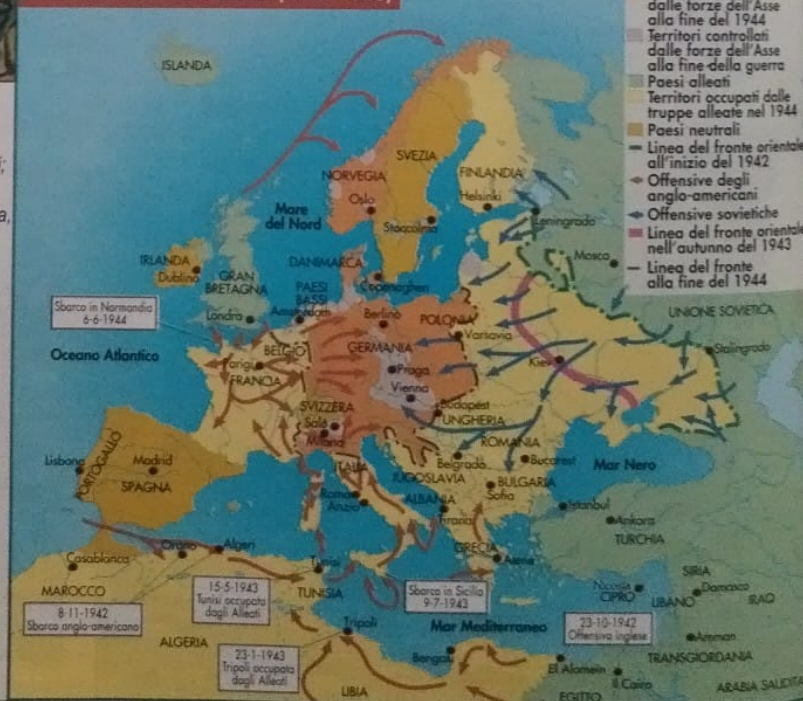 dalle forze dell'Asse
alla fine del 1944
Territori controllati
dalle forze dell'Asse
alla fine della guerra
Paesi alleati
Territori occupati dalle
truppe alleate nel 1944
Paesi neutrali
Linea del fronte orientale
all'inizio del 1942
Offensive degli
anglo-americani
Offensive sovietiche
Linea del fronte orientale
nell'autunno del 1943
Linea del fronte
alla fine del 1944
ISLANDA
SVEZIA
NORVEGIA
FINLANDIA
Oslo
Helsinki
Mare
del Nord
Stoccolma
Leningrado
Mosca
IRLANDA
Dublino
DANIMARCA
GRAN
BRETAGNA
Copenaghen
PAESI
BASSI
Sbarco in Normandia
6-6-1944
Londra
Amsterdam
Berlino
POLONIA
UNIONE SOVIETICA
Varsavia
Oceano Atlantico
BELGIO
GERMANIA
Stalingrado
Parigi
Praga
Kiev
FRANCIA
Vienna
SVIZZERA
Budapest
UNGHERIA
Salò
Milano
ROMANIA
Lisbona
PORTOGALLO
Madrid
SPAGNA
ITALIA
Belgrado
Bucarest
Mar Nero
JUGOSLAVIA
BULGARIA
Roma
Anzio
ALBANIA
Sofia
Tirana
Istanbul
Ankara
TURCHIA
Orano
Algeri
GRECIA
Atene
Casablanca
Tunisi
MAROCCO
15-5-1943
Tunisi occupata
dagli Alleati
TUNISIA
Sbarco in Sicilia
9-7-1943
Nicosia
CIPRO
SIRIA
Damasco
LIBANO
IRAQ
8-11-1942
Sbarco anglo-americano
Tripoli
Mar Mediterraneo
23-10-1942
Offensiva inglese
ALGERIA
23-1-1943
Tripoli occupata
dagli Alleati
Bengasi
Amman
TRANSGIORDANIA
El Alamein
Il Cairo
LIBIA
EGITTO
ARABIA SAUDITA